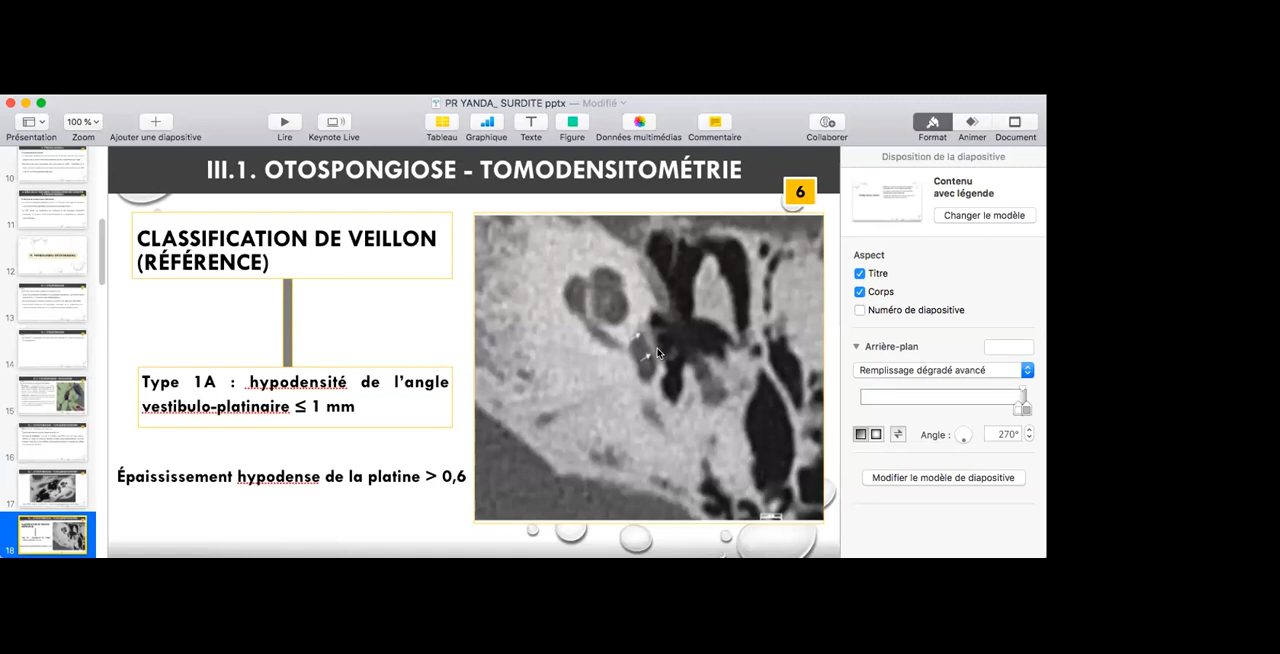 PR YANDA_ SURDITE pptx — Modifié
100 %
Présentation Zoom Ajouter une diapositive Lire Keynote Live Tableau Graphique Texte Figure Données multimédias Commentaire Collaborer Format Animer Document
10
11
12
13
14
15
16
17
18
III.1. OTOSPONGIOSE - TOMODENSITOMÉTRIE
6
CLASSIFICATION DE VEILLON
(RÉFÉRENCE)
Type 1A : hypodensité de l’angle
vestibulo-platinaire ≤ 1 mm
Épaississement hypodense de la platine > 0,6
Disposition de la diapositive
Contenu
avec légende
Changer le modèle
Aspect
Titre
Corps
Numéro de diapositive
Arrière-plan
Remplissage dégradé avancé
Angle : 270°
Modifier le modèle de diapositive